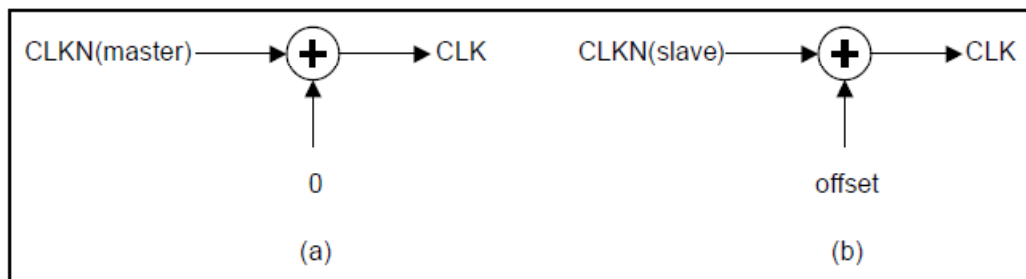 CLKN(master) + CLK
0
(a)
CLKN(slave) + CLK
offset
(b)